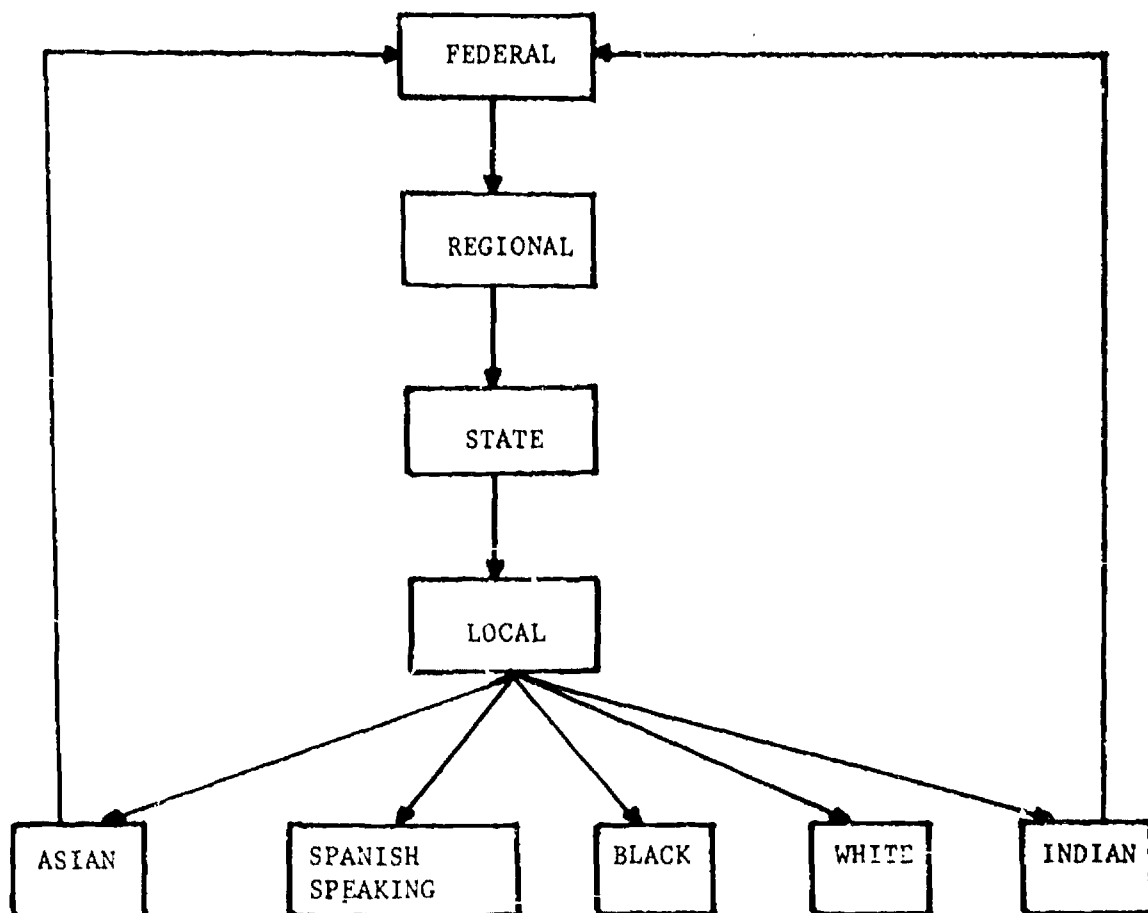 FEDERAL
REGIONAL
STATE
LOCAL
ASIAN
SPANISH
SPEAKING
BLACK
WHITE
INDIAN